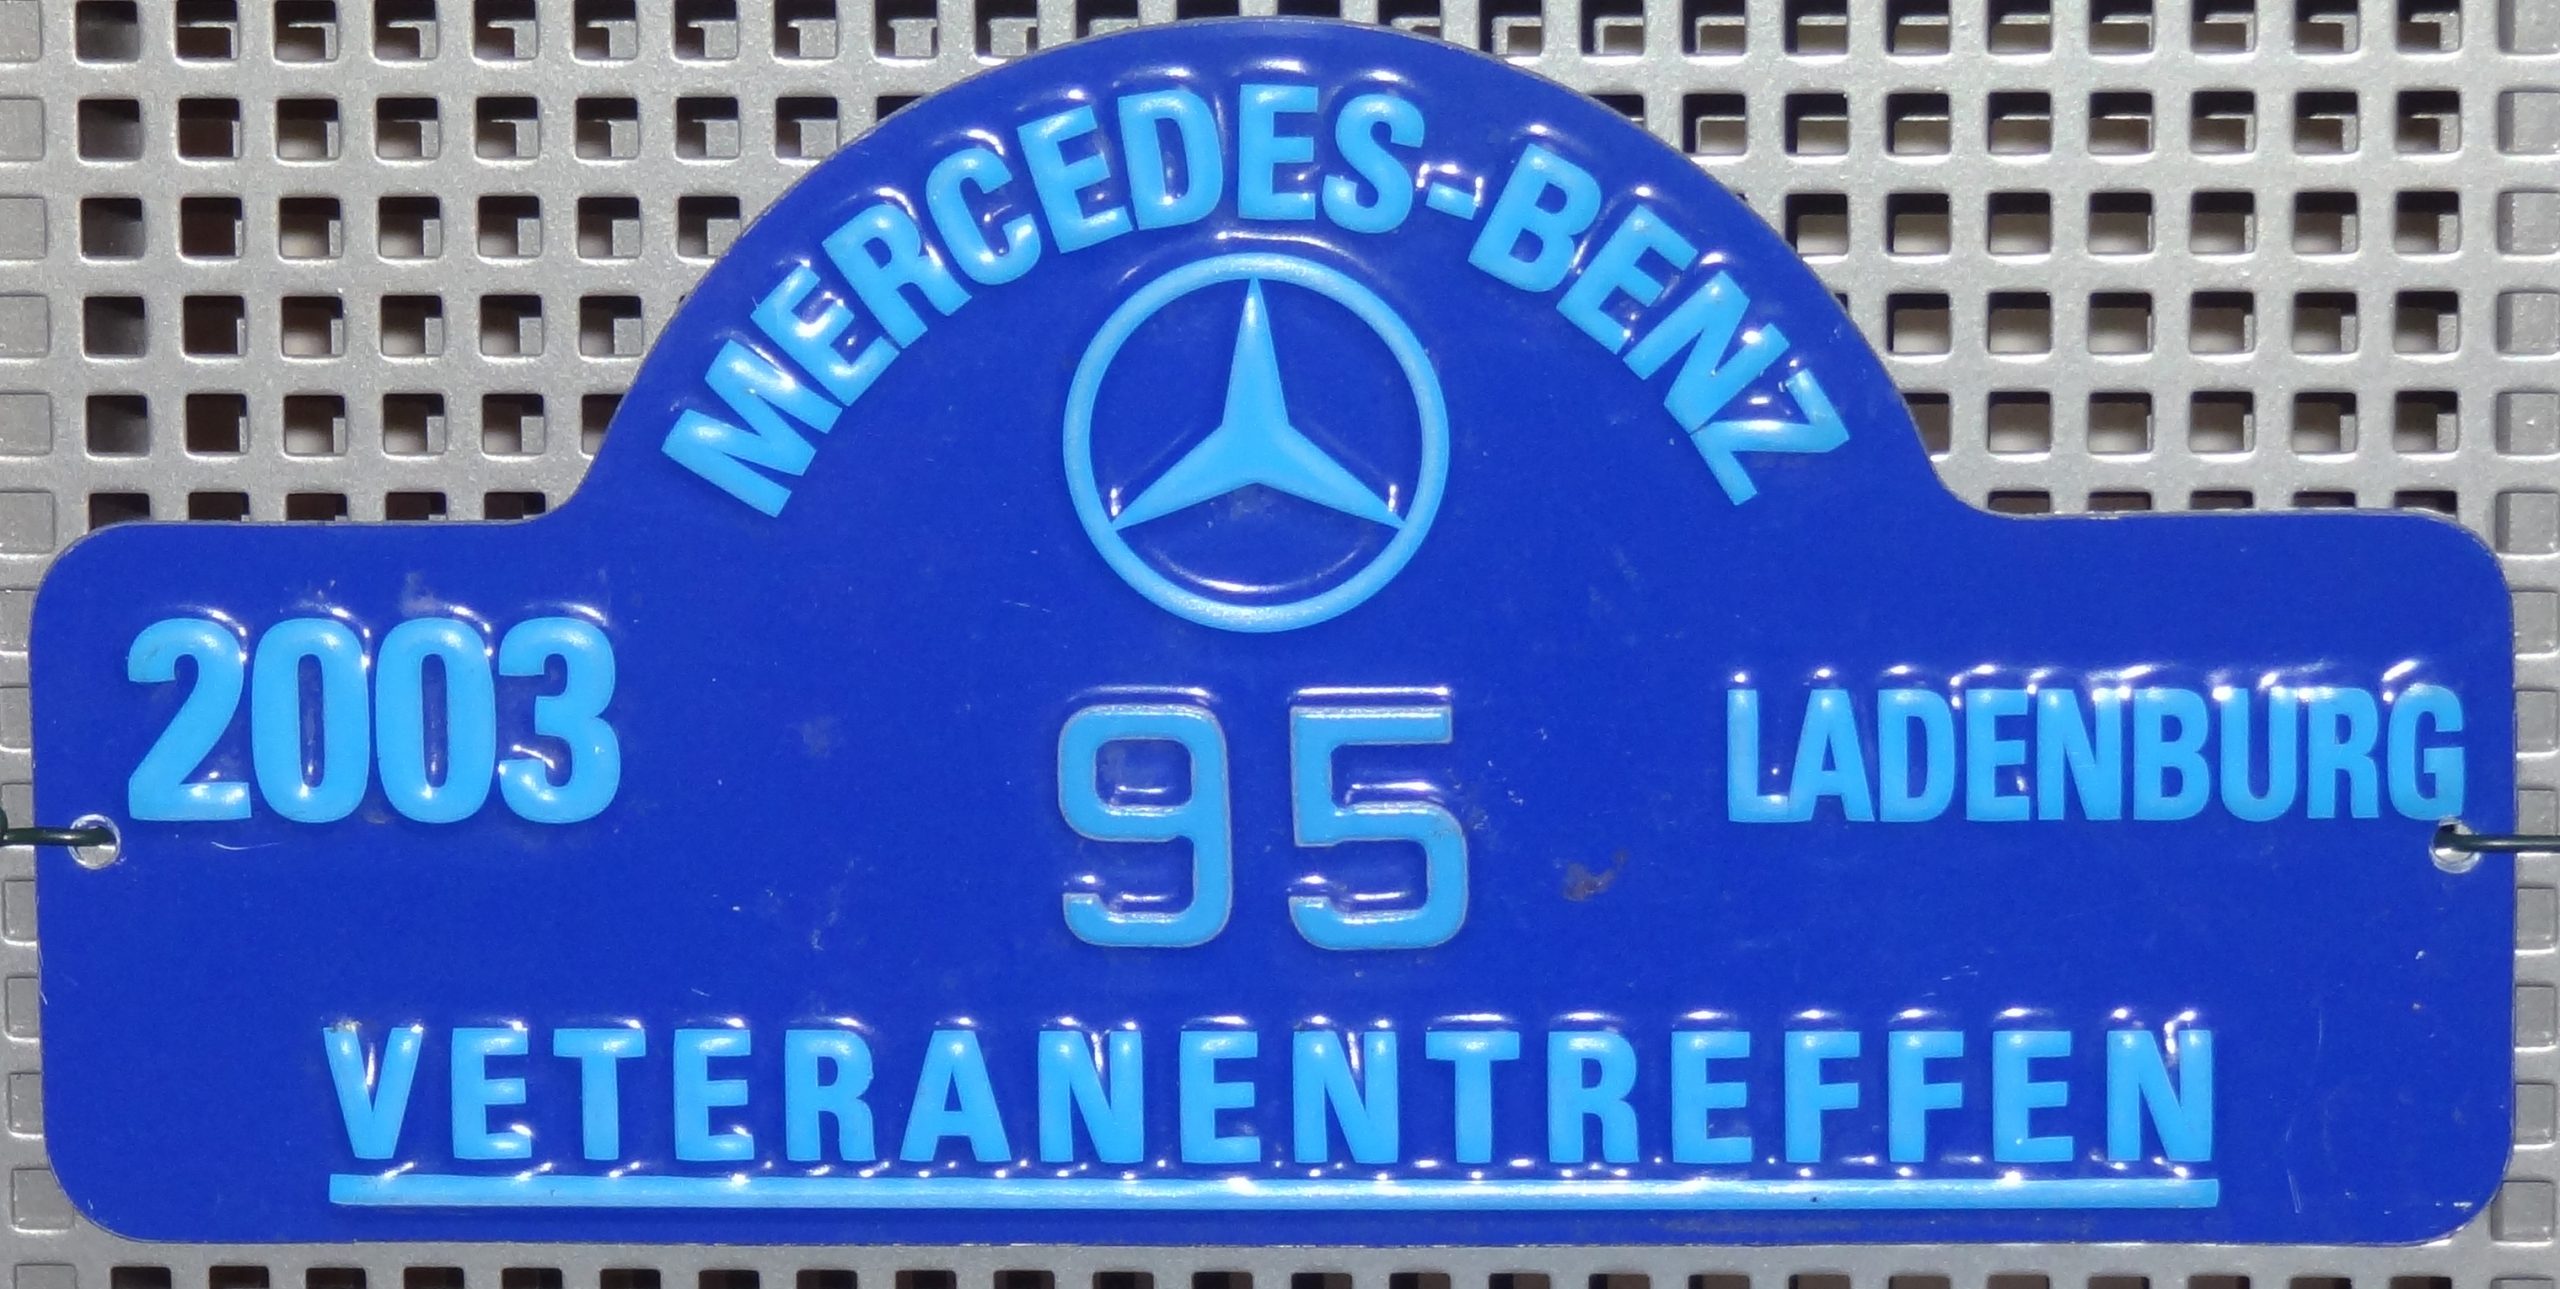 MERCEDES-BENZ
2003
95
LADENBURG
VETERANENTREFFEN